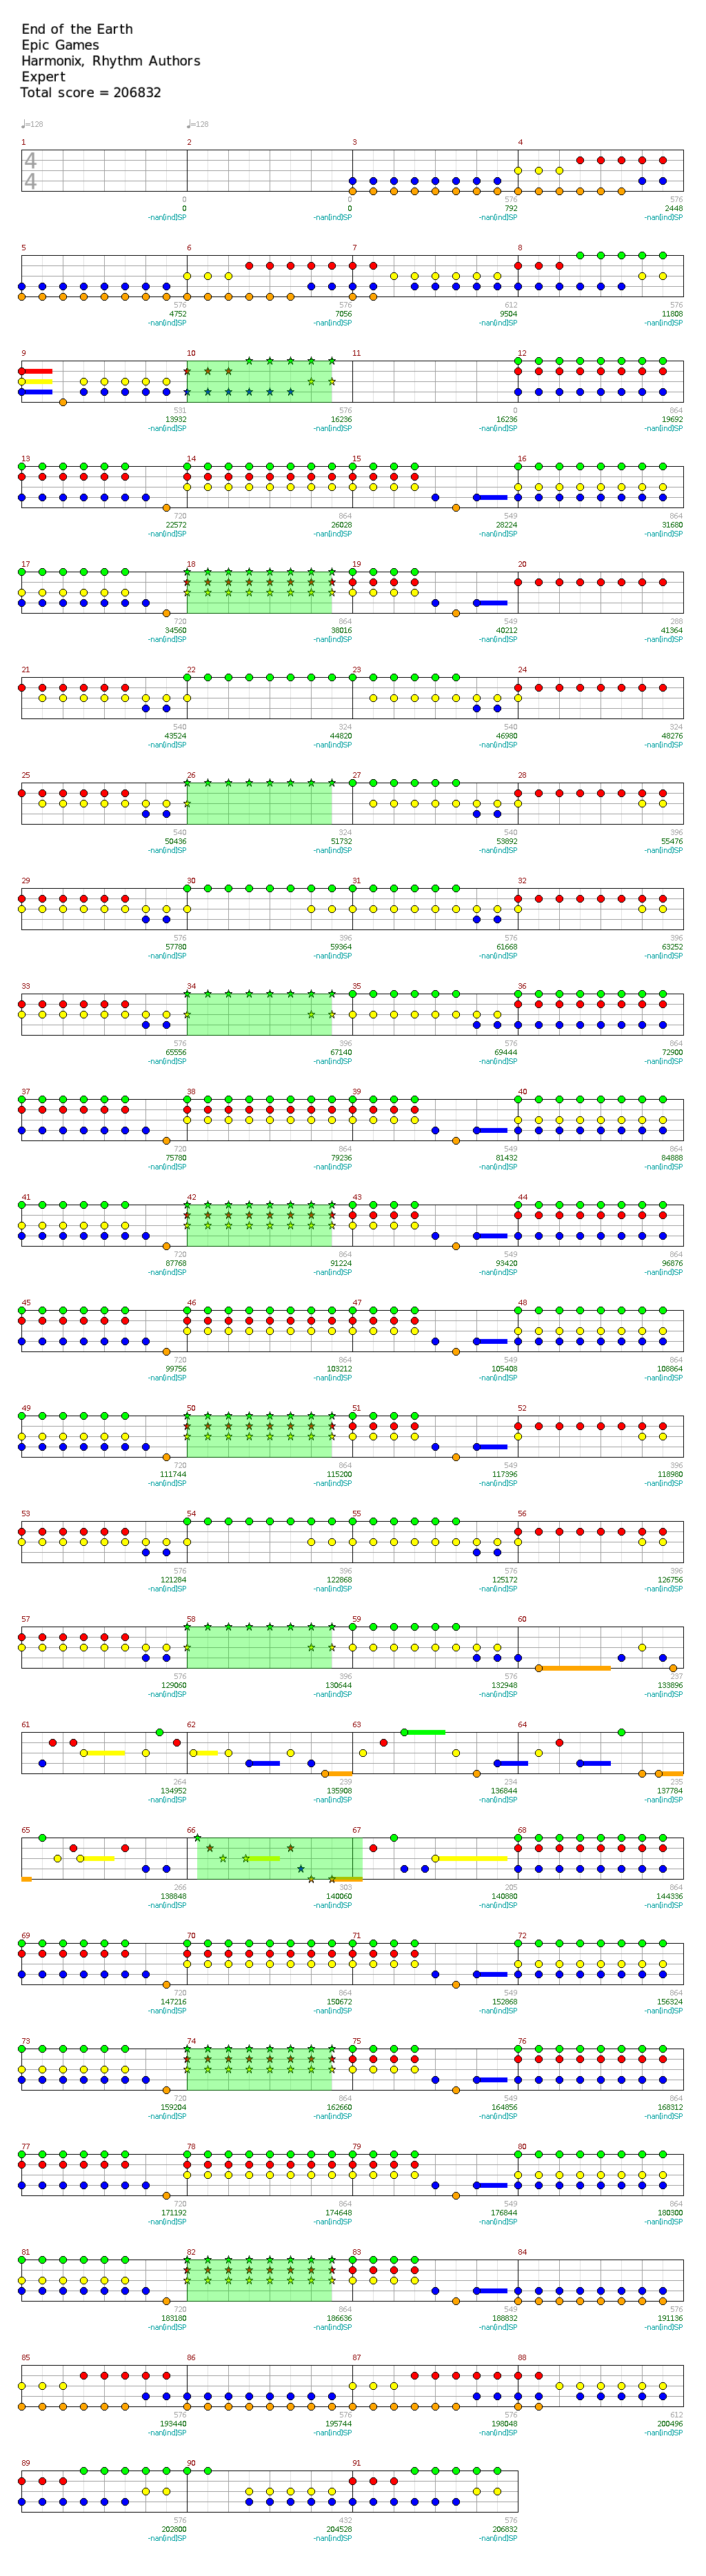 End of the Earth
Epic Games
Harmonix, Rhythm Authors
Expert
Total score = 206832
♩=128 ♩=128
1 2 3 4
4
4
0 0 576 576
0 0 792 2448
-nan(ind)SP -nan(ind)SP -nan(ind)SP -nan(ind)SP
5 6 7 8
576 576 612 576
4752 7056 9504 11808
-nan(ind)SP -nan(ind)SP -nan(ind)SP -nan(ind)SP
9 10 11 12
531 576 0 864
13932 16236 16236 19692
-nan(ind)SP -nan(ind)SP -nan(ind)SP -nan(ind)SP
13 14 15 16
720 864 549 864
22572 26028 28224 31680
-nan(ind)SP -nan(ind)SP -nan(ind)SP -nan(ind)SP
17 18 19 20
720 864 549 288
34560 38016 40212 41364
-nan(ind)SP -nan(ind)SP -nan(ind)SP -nan(ind)SP
21 22 23 24
540 324 540 324
43524 44820 46980 48276
-nan(ind)SP -nan(ind)SP -nan(ind)SP -nan(ind)SP
25 26 27 28
540 324 540 396
50436 51732 53892 55476
-nan(ind)SP -nan(ind)SP -nan(ind)SP -nan(ind)SP
29 30 31 32
576 396 576 396
57780 59364 61668 63252
-nan(ind)SP -nan(ind)SP -nan(ind)SP -nan(ind)SP
33 34 35 36
576 396 576 864
65556 67140 69444 72900
-nan(ind)SP -nan(ind)SP -nan(ind)SP -nan(ind)SP
37 38 39 40
720 864 549 864
75780 79236 81432 84888
-nan(ind)SP -nan(ind)SP -nan(ind)SP -nan(ind)SP
41 42 43 44
720 864 549 864
87768 91224 93420 96876
-nan(ind)SP -nan(ind)SP -nan(ind)SP -nan(ind)SP
45 46 47 48
720 864 549 864
99756 103212 105408 108864
-nan(ind)SP -nan(ind)SP -nan(ind)SP -nan(ind)SP
49 50 51 52
720 864 549 396
111744 115200 117396 118980
-nan(ind)SP -nan(ind)SP -nan(ind)SP -nan(ind)SP
53 54 55 56
576 396 576 396
121284 122868 125172 126756
-nan(ind)SP -nan(ind)SP -nan(ind)SP -nan(ind)SP
57 58 59 60
576 396 576 237
129060 130644 132948 133896
-nan(ind)SP -nan(ind)SP -nan(ind)SP -nan(ind)SP
61 62 63 64
264 239 234 235
134952 135908 136844 137784
-nan(ind)SP -nan(ind)SP -nan(ind)SP -nan(ind)SP
65 66 67 68
266 303 205 864
138848 140060 140880 144336
-nan(ind)SP -nan(ind)SP -nan(ind)SP -nan(ind)SP
69 70 71 72
720 864 549 864
147216 150672 152868 156324
-nan(ind)SP -nan(ind)SP -nan(ind)SP -nan(ind)SP
73 74 75 76
720 864 549 864
159204 162660 164856 168312
-nan(ind)SP -nan(ind)SP -nan(ind)SP -nan(ind)SP
77 78 79 80
720 864 549 864
171192 174648 176844 180300
-nan(ind)SP -nan(ind)SP -nan(ind)SP -nan(ind)SP
81 82 83 84
720 864 549 576
183180 186636 188832 191136
-nan(ind)SP -nan(ind)SP -nan(ind)SP -nan(ind)SP
85 86 87 88
576 576 576 612
193440 195744 198048 200496
-nan(ind)SP -nan(ind)SP -nan(ind)SP -nan(ind)SP
89 90 91
576 432 576
202800 204528 206832
-nan(ind)SP -nan(ind)SP -nan(ind)SP